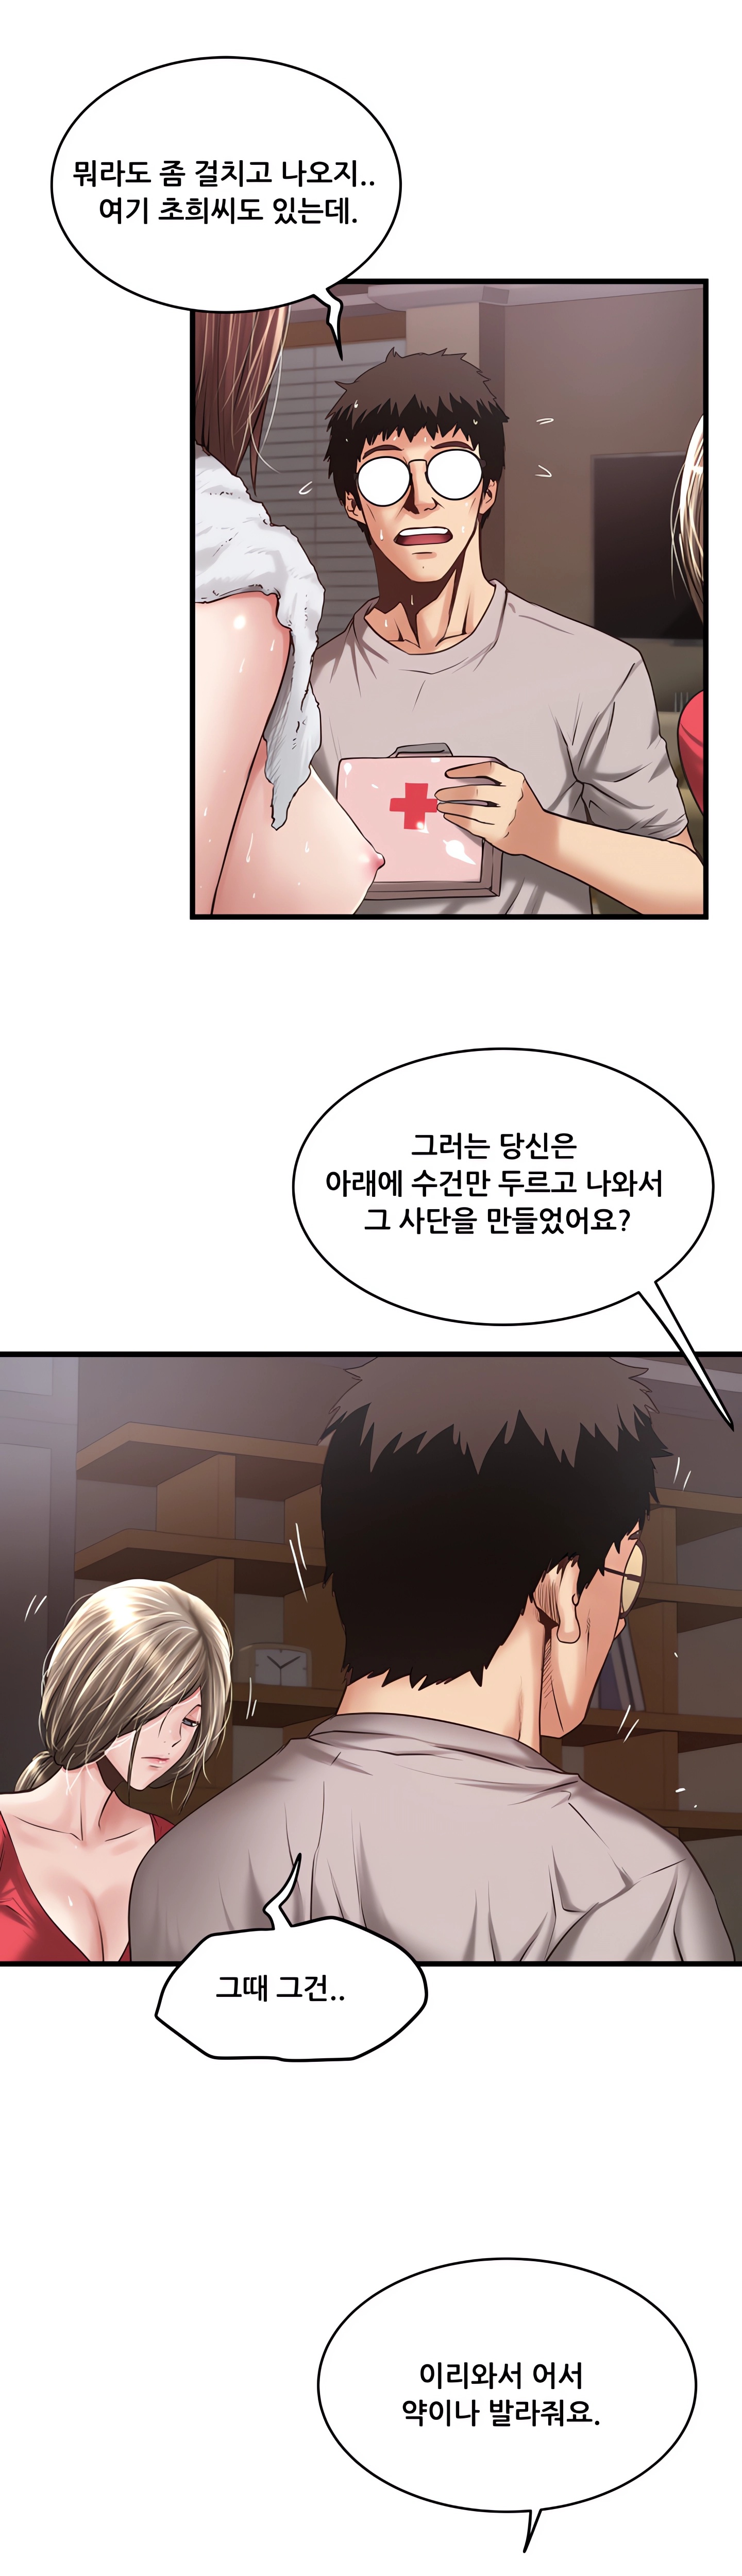 뭐라도 좀 걸치고 나오지..
여기 초희씨도 있는데.
그러는 당신은
아래에 수건만 두르고 나와서
그 사단을 만들었어요?
그때 그건..
이리와서 어서
약이나 발라줘요.